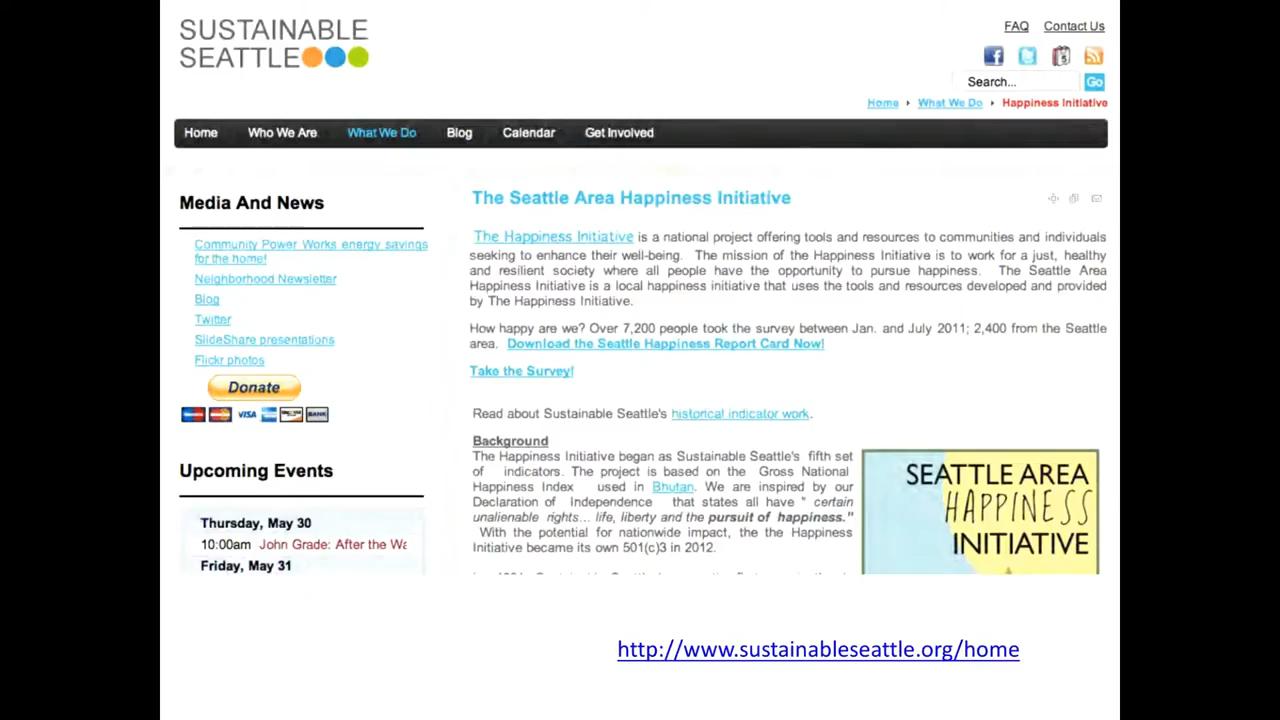 SUSTAINABLE
SEATTLE
FAQ Contact Us
Search... Go
Home What We Do Happiness Initiative
Home Who We Are What We Do Blog Calendar Get Involved
Media And News
Community Power Works energy savings
for the home!
Neighborhood Newsletter
Blog
Twitter
SlideShare presentations
Flickr photos
Donate
VISA BANK
Upcoming Events
Thursday, May 30
10:00am John Grade: After the Wa
Friday, May 31
The Seattle Area Happiness Initiative
The Happiness Initiative is a national project offering tools and resources to communities and individuals
seeking to enhance their well-being. The mission of the Happiness Initiative is to work for a just, healthy
and resilient society where all people have the opportunity to pursue happiness. The Seattle Area
Happiness Initiative is a local happiness initiative that uses the tools and resources developed and provided
by The Happiness Initiative.
How happy are we? Over 7,200 people took the survey between Jan. and July 2011; 2,400 from the Seattle
area. Download the Seattle Happiness Report Card Now!
Take the Survey!
Read about Sustainable Seattle's historical indicator work.
Background
The Happiness Initiative began as Sustainable Seattle's fifth set
of indicators. The project is based on the Gross National
Happiness Index used in Bhutan. We are inspired by our
Declaration of Independence that states all have " certain
unalienable rights... life, liberty and the pursuit of happiness."
With the potential for nationwide impact, the the Happiness
Initiative became its own 501(c)3 in 2012.
SEATTLE AREA
HAPPINESS
INITIATIVE
http://www.sustainableseattle.org/home